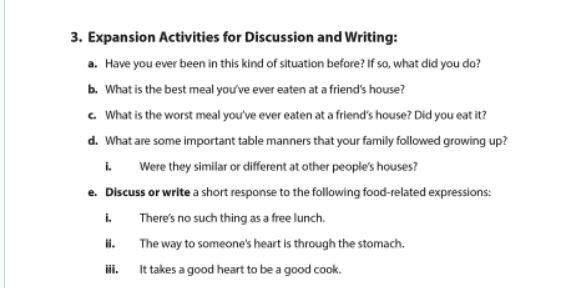 3. Expansion Activities for Discussion and Writing:
a. Have you ever been in this kind of situation before? If so, what did you do?
b. What is the best meal you've ever eaten at a friend's house?
c. What is the worst meal you've ever eaten at a friend's house? Did you eat it?
d. What are some important table manners that your family followed growing up?
i. Were they similar or different at other people's houses?
e. Discuss or write a short response to the following food-related expressions:
i. There's no such thing as a free lunch.
ii. The way to someone's heart is through the stomach.
iii. It takes a good heart to be a good cook.